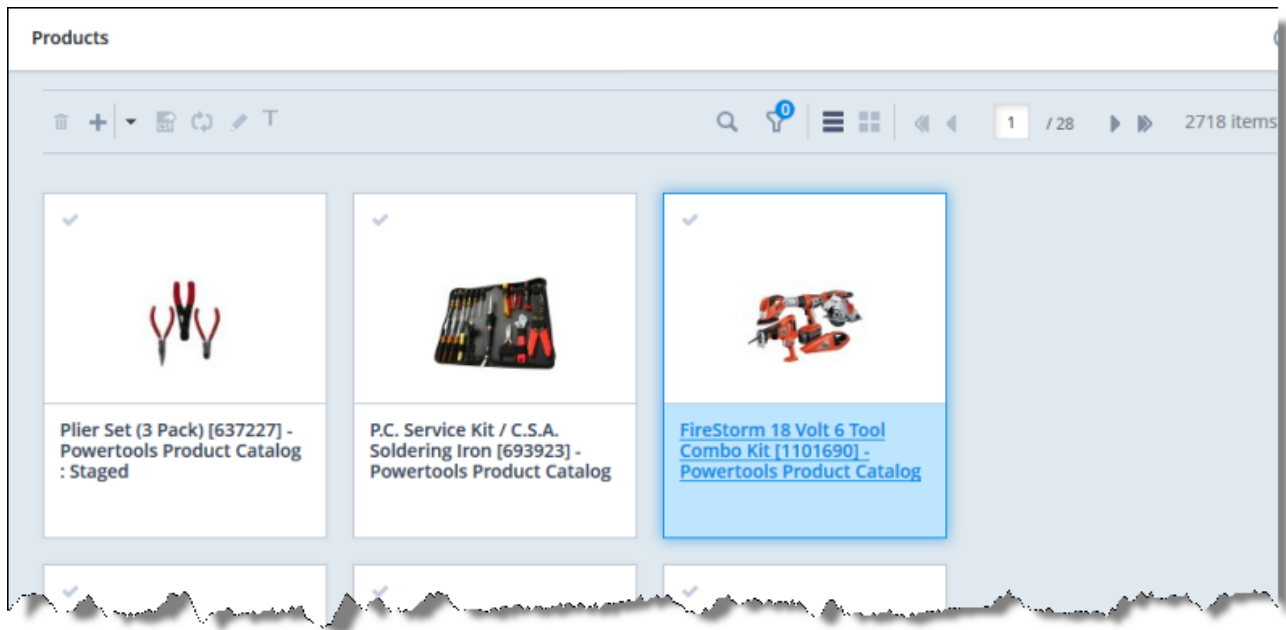 Products
0
1 / 28 2718 items
Plier Set (3 Pack) [637227] -
Powertools Product Catalog
: Staged
P.C. Service Kit / C.S.A.
Soldering Iron [693923] -
Powertools Product Catalog
FireStorm 18 Volt 6 Tool
Combo Kit [1101690] -
Powertools Product Catalog